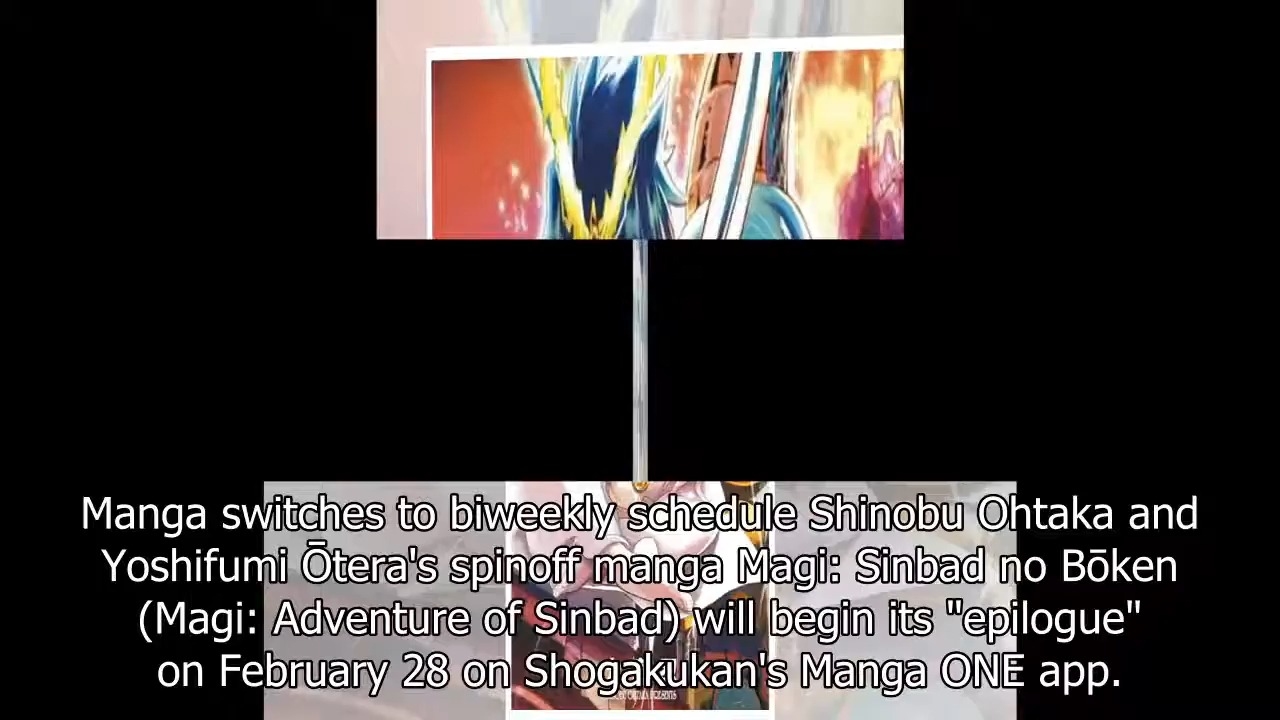 Manga switches to biweekly schedule Shinobu Ohtaka and
Yoshifumi Ōtera's spinoff manga Magi: Sinbad no Bōken
(Magi: Adventure of Sinbad) will begin its "epilogue"
on February 28 on Shogakukan's Manga ONE app.